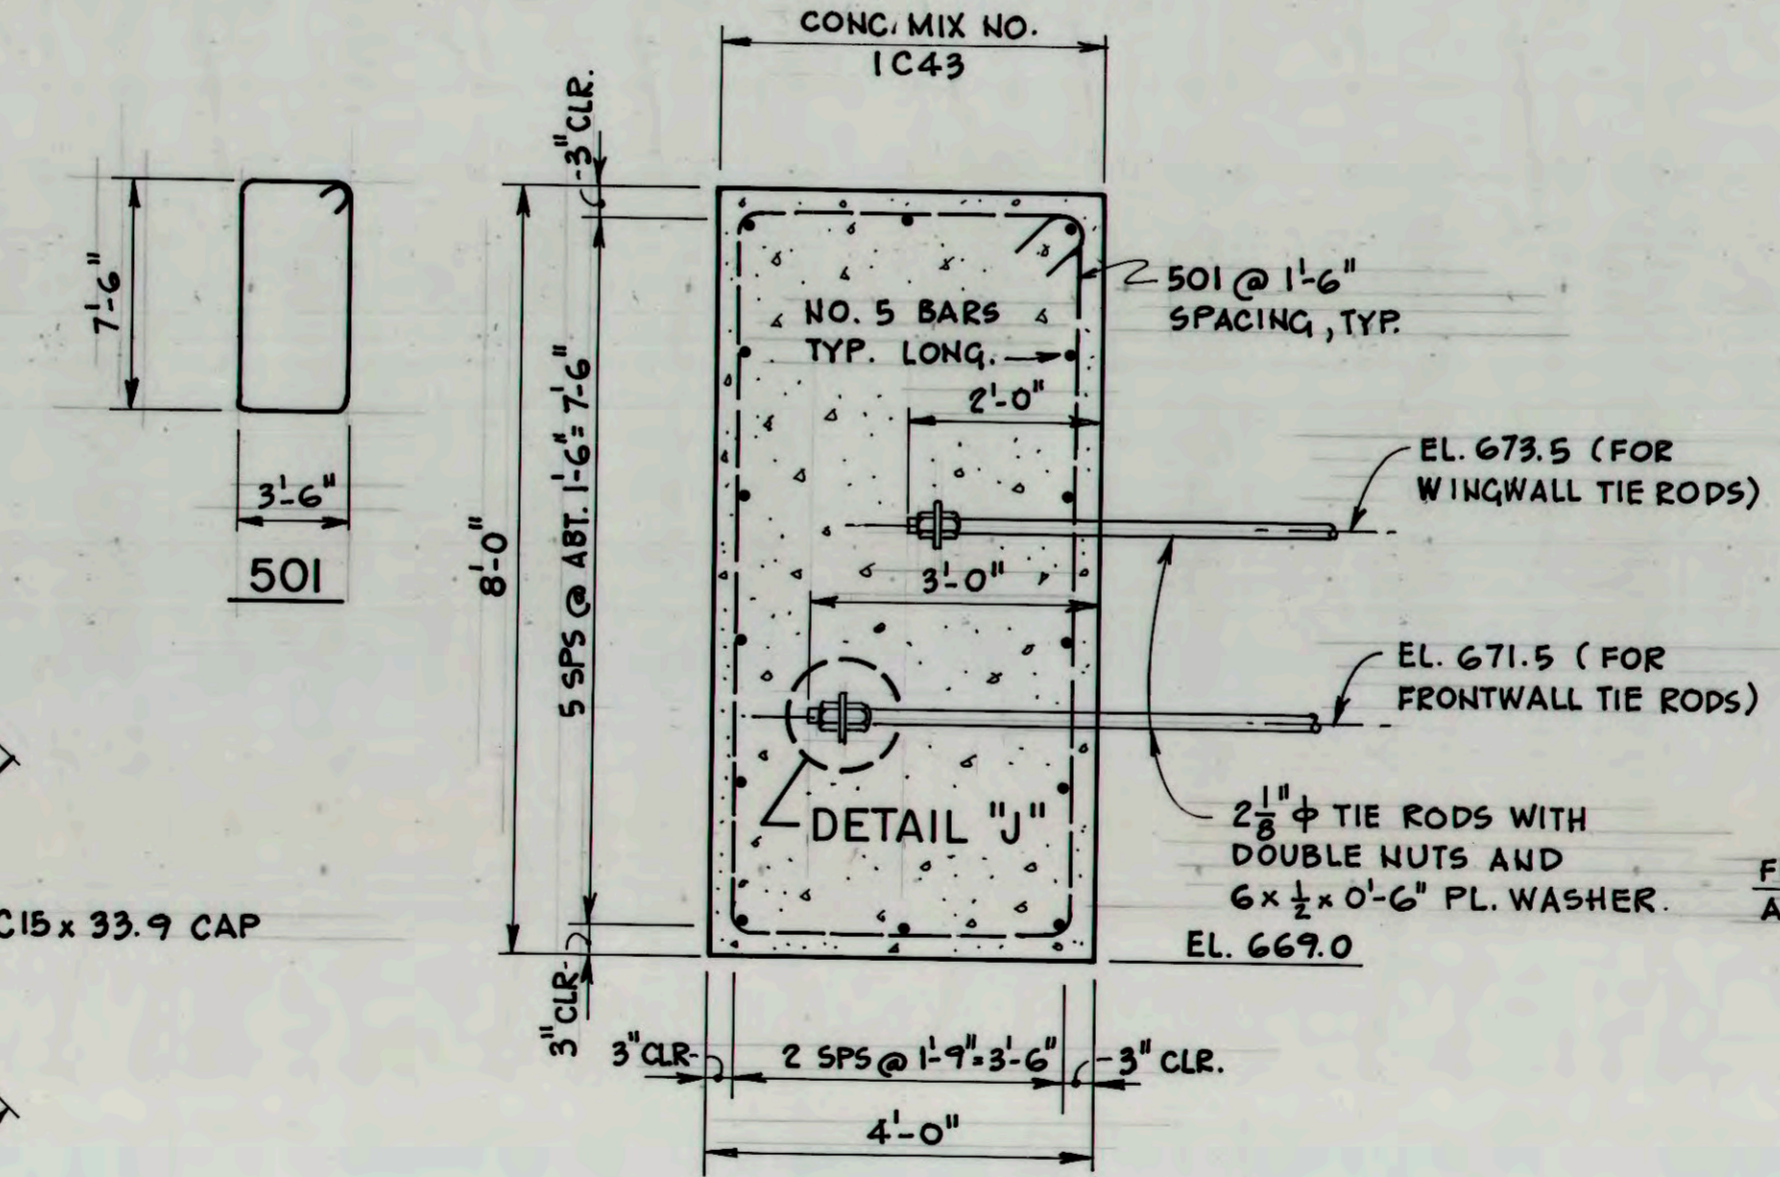 CONC. MIX NO.
1C43
3" CLR.
7'-6"
3'-6"
501
8'-0"
5 SPS @ ABT. 1'-6" = 7'-6"
NO. 5 BARS
TYP. LONG.
501 @ 1'-6"
SPACING, TYP.
2'-0"
EL. 673.5 (FOR
WINGWALL TIE RODS)
3'-0"
EL. 671.5 (FOR
FRONTWALL TIE RODS)
DETAIL "J"
2 1/8" ϕ TIE RODS WITH
DOUBLE NUTS AND
6 x 1/2 x 0'-6" PL. WASHER.
C15 x 33.9 CAP
EL. 669.0
3" CLR.
3" CLR.
2 SPS @ 1'-9" = 3'-6"
3" CLR.
4'-0"